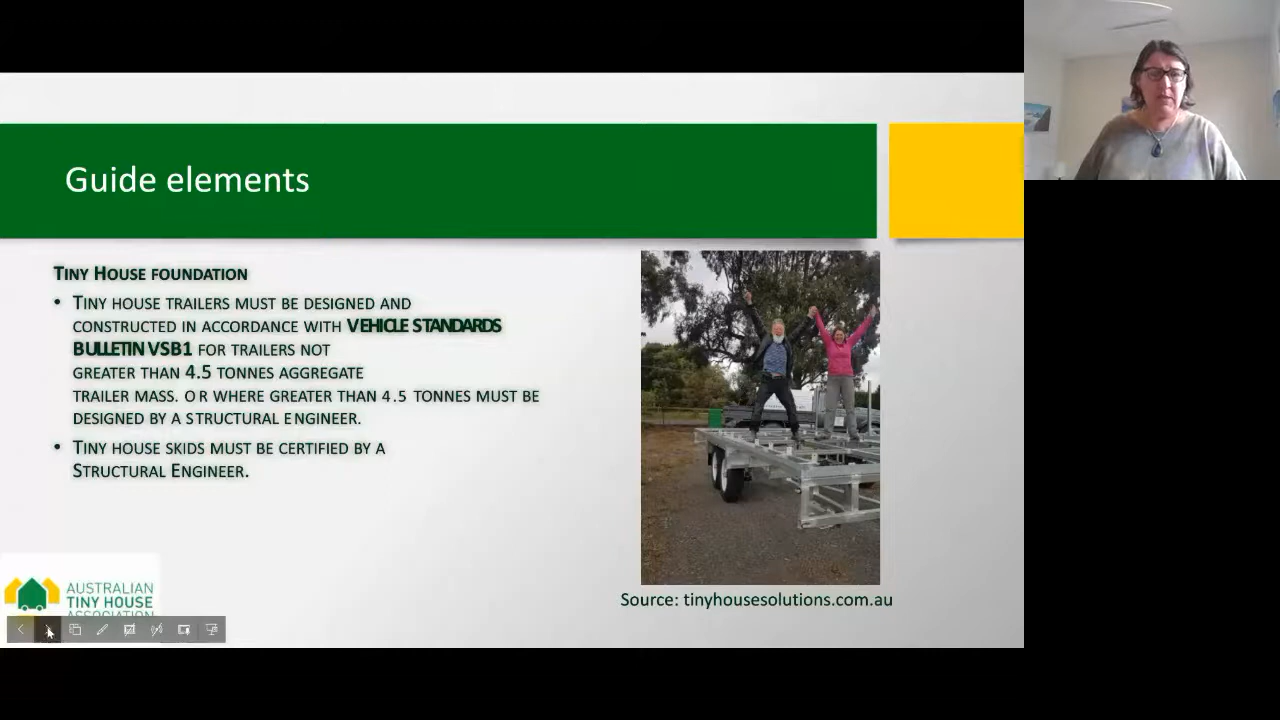 Guide elements
Tiny House foundation
• Tiny house trailers must be designed and
constructed in accordance with VEHICLE STANDARDS
BULLETIN VSB1 for trailers not
greater than 4.5 tonnes aggregate
trailer mass. Or where greater than 4.5 tonnes must be
designed by a Structural Engineer.
• Tiny house skids must be certified by a
Structural Engineer.
Source: tinyhousesolutions.com.au
AUSTRALIAN
TINY HOUSE
ASSOCIATION